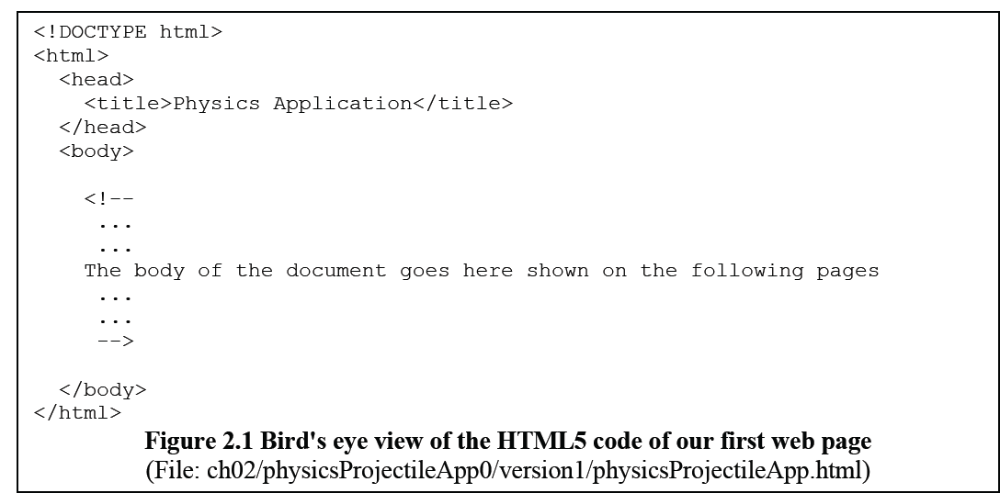 <!DOCTYPE html>
<html>
  <head>
    <title>Physics Application</title>
  </head>
  <body>

    <!--
     ...
     ...
    The body of the document goes here shown on the following pages
     ...
     ...
     -->

  </body>
</html>
Figure 2.1 Bird's eye view of the HTML5 code of our first web page
(File: ch02/physicsProjectileApp0/version1/physicsProjectileApp.html)